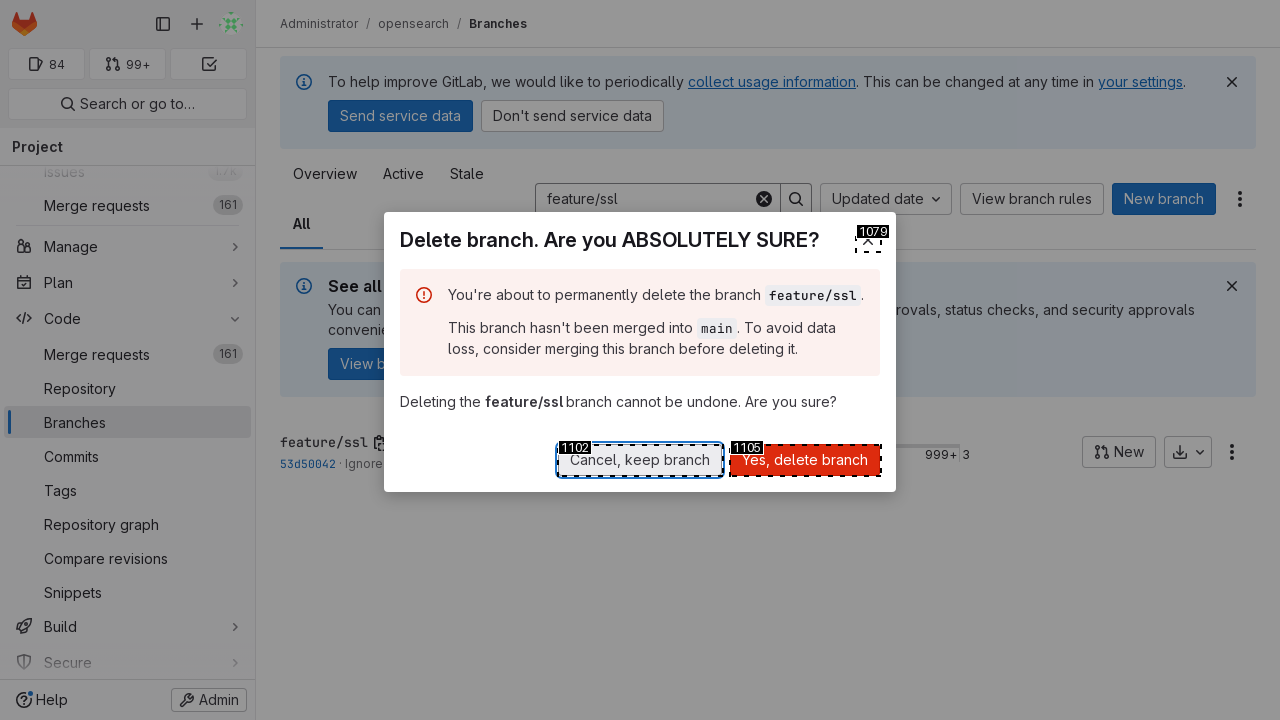 Administrator / opensearch / Branches
84
99+
Search or go to…
Project
Issues
Merge requests 161
Manage
Plan
Code
Merge requests 161
Repository
Branches
Commits
Tags
Repository graph
Compare revisions
Snippets
Build
Secure
Help
Admin
To help improve GitLab, we would like to periodically collect usage information. This can be changed at any time in your settings.
Send service data
Don't send service data
Overview
Active
Stale
All
feature/ssl
Updated date
View branch rules
New branch
See all
You can
rovals, status checks, and security approvals
convenie
View b
feature/ssl
53d50042 · Ignore
999+ 3
New
Delete branch. Are you ABSOLUTELY SURE?
1079
You're about to permanently delete the branch feature/ssl.
This branch hasn't been merged into main. To avoid data
loss, consider merging this branch before deleting it.
Deleting the feature/ssl branch cannot be undone. Are you sure?
1102
Cancel, keep branch
1105
Yes, delete branch